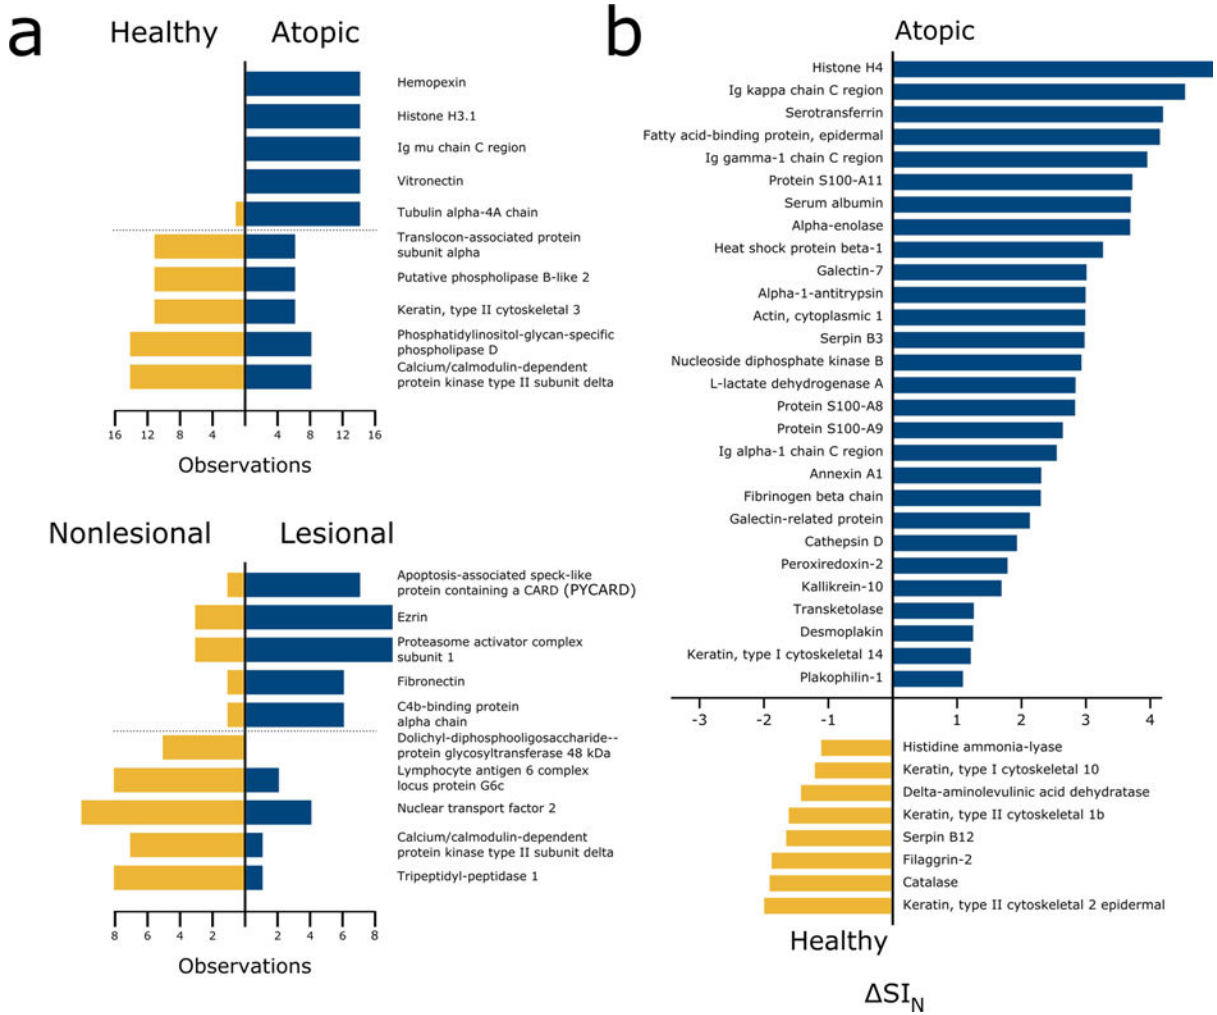 a
Healthy Atopic
Hemopexin
Histone H3.1
Ig mu chain C region
Vitronectin
Tubulin alpha-4A chain
Translocon-associated protein
subunit alpha
Putative phospholipase B-like 2
Keratin, type II cytoskeletal 3
Phosphatidylinositol-glycan-specific
phospholipase D
Calcium/calmodulin-dependent
protein kinase type II subunit delta
16 12 8 4 4 8 12 16
Observations
Nonlesional Lesional
Apoptosis-associated speck-like
protein containing a CARD (PYCARD)
Ezrin
Proteasome activator complex
subunit 1
Fibronectin
C4b-binding protein
alpha chain
Dolichyl-diphosphooligosaccharide--
protein glycosyltransferase 48 kDa
Lymphocyte antigen 6 complex
locus protein G6c
Nuclear transport factor 2
Calcium/calmodulin-dependent
protein kinase type II subunit delta
Tripeptidyl-peptidase 1
8 6 4 2 2 4 6 8
Observations
b
Atopic
Histone H4
Ig kappa chain C region
Serotransferrin
Fatty acid-binding protein, epidermal
Ig gamma-1 chain C region
Protein S100-A11
Serum albumin
Alpha-enolase
Heat shock protein beta-1
Galectin-7
Alpha-1-antitrypsin
Actin, cytoplasmic 1
Serpin B3
Nucleoside diphosphate kinase B
L-lactate dehydrogenase A
Protein S100-A8
Protein S100-A9
Ig alpha-1 chain C region
Annexin A1
Fibrinogen beta chain
Galectin-related protein
Cathepsin D
Peroxiredoxin-2
Kallikrein-10
Transketolase
Desmoplakin
Keratin, type I cytoskeletal 14
Plakophilin-1
-3 -2 -1 1 2 3 4
Histidine ammonia-lyase
Keratin, type I cytoskeletal 10
Delta-aminolevulinic acid dehydratase
Keratin, type II cytoskeletal 1b
Serpin B12
Filaggrin-2
Catalase
Keratin, type II cytoskeletal 2 epidermal
Healthy
ΔSI_N